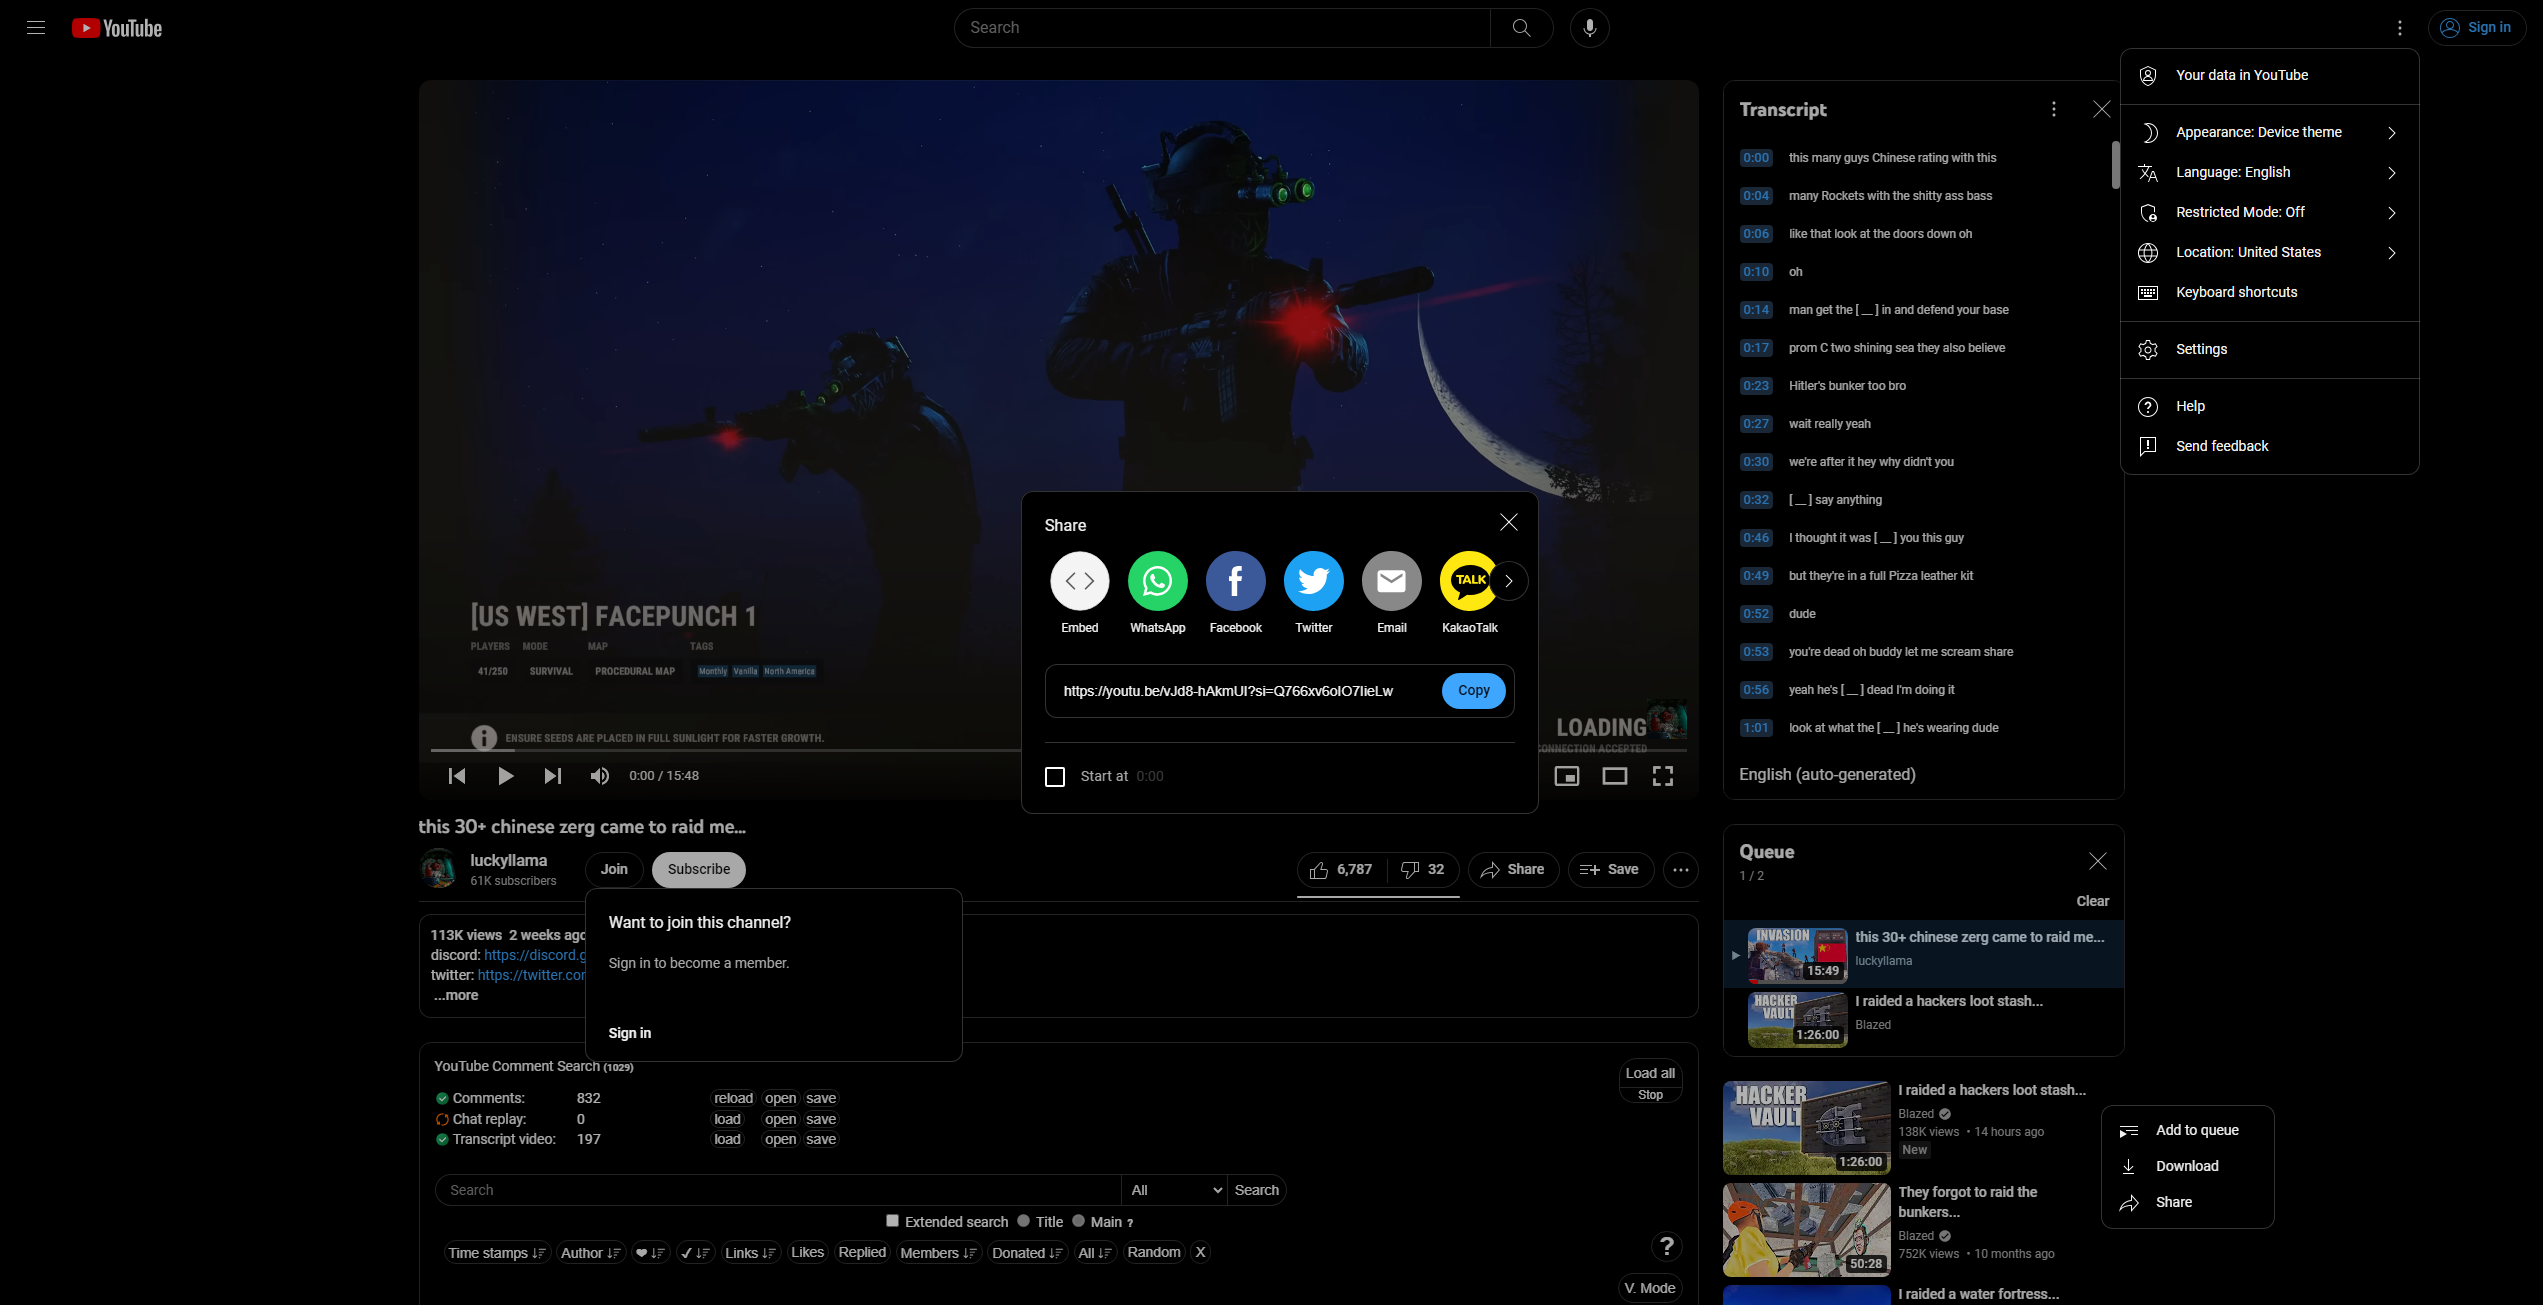 YouTube
Search
Sign in
Your data in YouTube
Appearance: Device theme
Language: English
Restricted Mode: Off
Location: United States
Keyboard shortcuts
Settings
Help
Send feedback
Transcript
0:00 this many guys Chinese rating with this
0:04 many Rockets with the shitty ass bass
0:06 like that look at the doors down oh
0:10 oh
0:14 man get the [ __ ] in and defend your base
0:17 prom C two shining sea they also believe
0:23 Hitler's bunker too bro
0:27 wait really yeah
0:30 we're after it hey why didn't you
0:32 [ __ ] say anything
0:46 I thought it was [ __ ] you this guy
0:49 but they're in a full Pizza leather kit
0:52 dude
0:53 you're dead oh buddy let me scream share
0:56 yeah he's [ __ ] dead I'm doing it
1:01 look at what the [ __ ] he's wearing dude
English (auto-generated)
[US WEST] FACEPUNCH 1
PLAYERS MODE MAP TAGS
41/250 SURVIVAL PROCEDURAL MAP Monthly Vanilla North America
ENSURE SEEDS ARE PLACED IN FULL SUNLIGHT FOR FASTER GROWTH.
LOADING
CONNECTION ACCEPTED
0:00 / 15:48
Share
TALK
Embed WhatsApp Facebook Twitter Email KakaoTalk
https://youtu.be/vJd8-hAkmUI?si=Q766xv6oIO7IieLw
Copy
Start at 0:00
this 30+ chinese zerg came to raid me...
luckyllama
61K subscribers
Join
Subscribe
6,787
32
Share
Save
113K views 2 weeks ago
discord: https://discord.g
twitter: https://twitter.co
...more
Want to join this channel?
Sign in to become a member.
Sign in
YouTube Comment Search (1029)
Load all
Stop
Comments: 832 reload open save
Chat replay: 0 load open save
Transcript video: 197 load open save
Search All Search
Extended search Title Main ?
Time stamps Author Links Likes Replied Members Donated All Random X
?
V. Mode
Queue
1 / 2
Clear
INVASION
15:49
this 30+ chinese zerg came to raid me...
luckyllama
HACKER
VAULT
1:26:00
I raided a hackers loot stash...
Blazed
HACKER
VAULT
1:26:00
I raided a hackers loot stash...
Blazed
138K views • 14 hours ago
New
Add to queue
Download
Share
50:28
They forgot to raid the
bunkers...
Blazed
752K views • 10 months ago
I raided a water fortress...